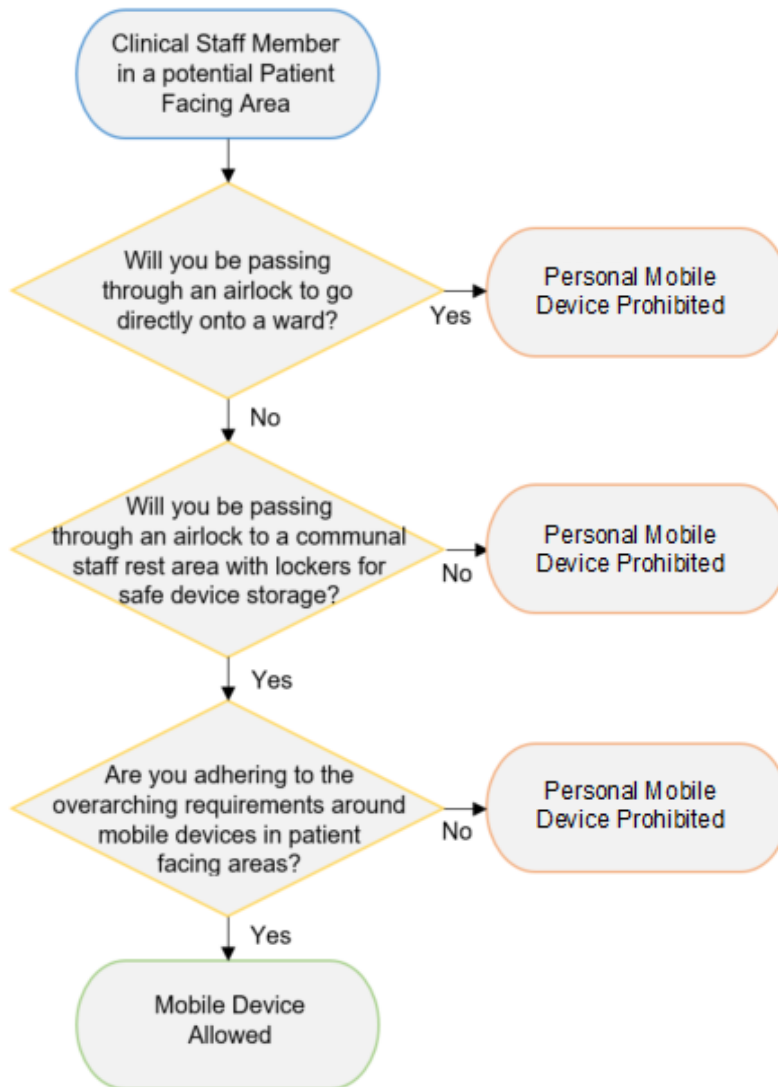 Clinical Staff Member
in a potential Patient
Facing Area
Will you be passing
through an airlock to go
directly onto a ward?
Yes
Personal Mobile
Device Prohibited
No
Will you be passing
through an airlock to a communal
staff rest area with lockers for
safe device storage?
No
Personal Mobile
Device Prohibited
Yes
Are you adhering to the
overarching requirements around
mobile devices in patient
facing areas?
No
Personal Mobile
Device Prohibited
Yes
Mobile Device
Allowed